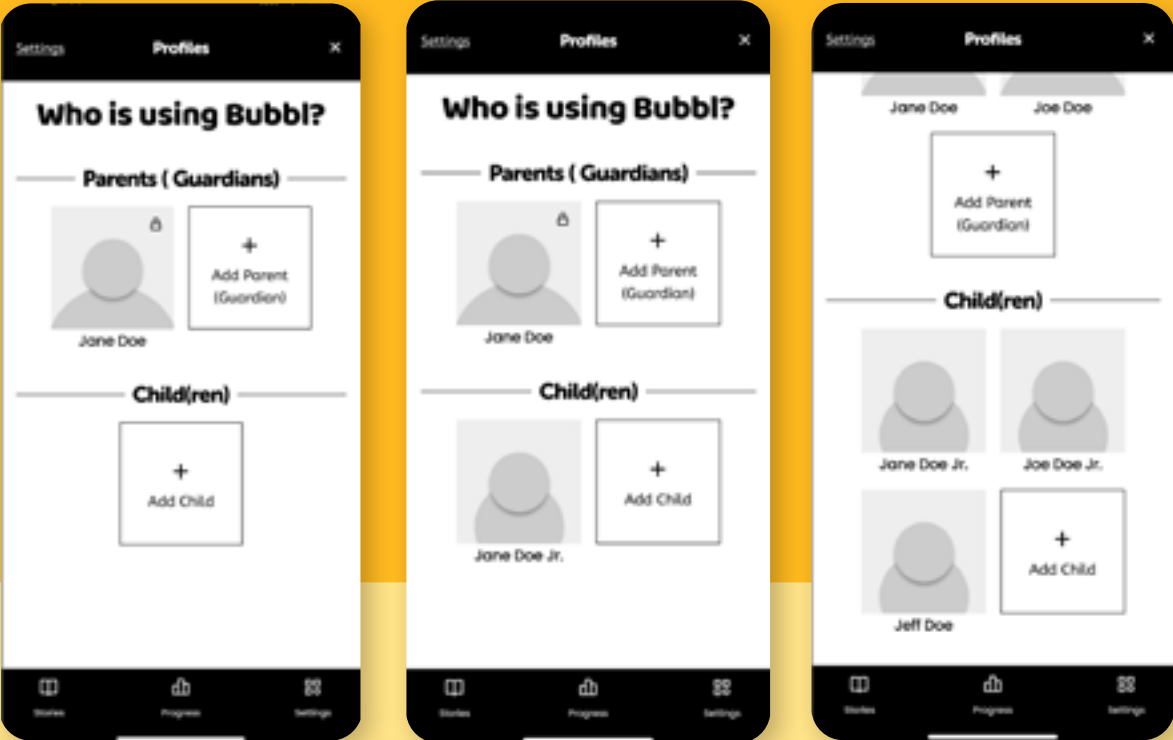 Settings
Profiles
×
Who is using Bubbl?
Parents ( Guardians)
+
Add Parent
(Guardian)
Jane Doe
Child(ren)
+
Add Child
Stories
Progress
Settings
Settings
Profiles
×
Who is using Bubbl?
Parents ( Guardians)
+
Add Parent
(Guardian)
Jane Doe
Child(ren)
+
Add Child
Jane Doe Jr.
Stories
Progress
Settings
Settings
Profiles
×
Jane Doe
Joe Doe
+
Add Parent
(Guardian)
Child(ren)
Jane Doe Jr.
Joe Doe Jr.
+
Add Child
Jeff Doe
Stories
Progress
Settings